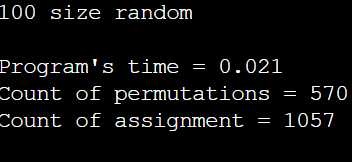 100 size random
Program's time = 0.021
Count of permutations = 570
Count of assignment = 1057